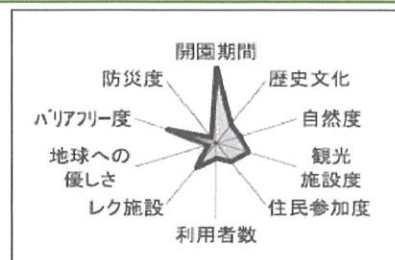 開園期間
防災度
歴史文化
バリアフリー度
自然度
地球への
優しさ
観光
施設度
レク施設
住民参加度
利用者数